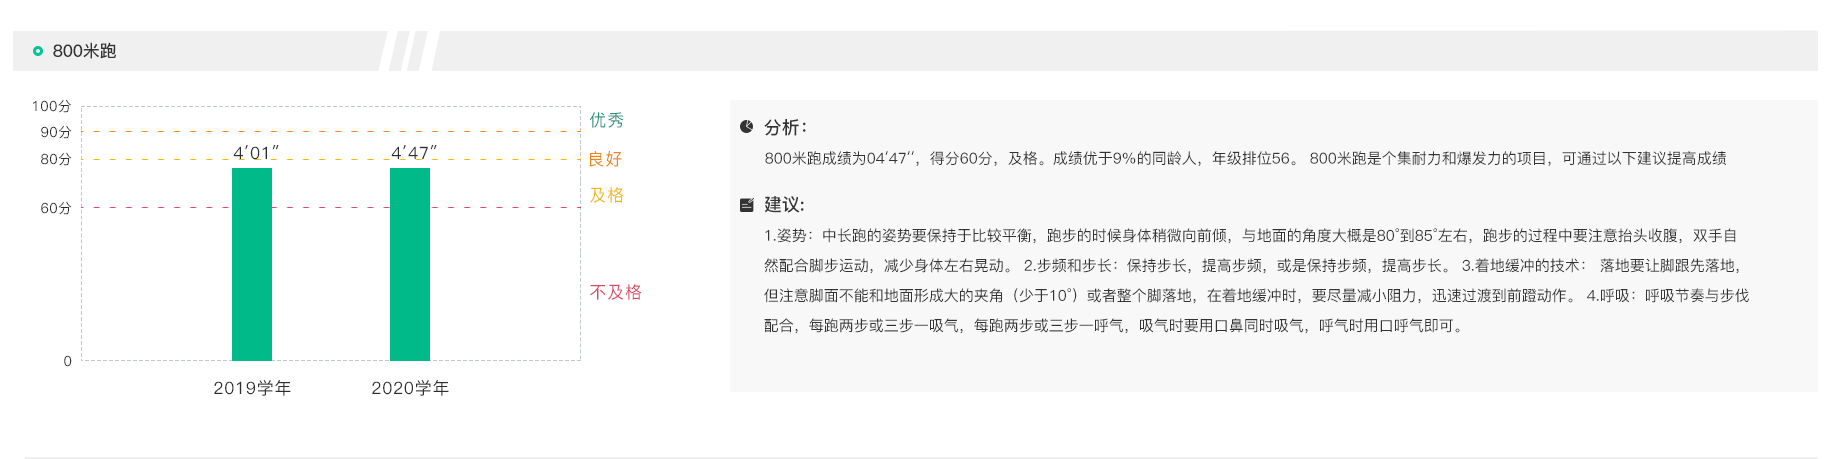 800米跑
100分
90分
80分
60分
0
4′01″
4′47″
优秀
良好
及格
不及格
2019学年
2020学年
分析：
800米跑成绩为04′47′′，得分60分，及格。成绩优于9%的同龄人，年级排位56。 800米跑是个集耐力和爆发力的项目，可通过以下建议提高成绩
建议:
1.姿势：中长跑的姿势要保持于比较平衡，跑步的时候身体稍微向前倾，与地面的角度大概是80°到85°左右，跑步的过程中要注意抬头收腹，双手自
然配合脚步运动，减少身体左右晃动。 2.步频和步长：保持步长，提高步频，或是保持步频，提高步长。 3.着地缓冲的技术： 落地要让脚跟先落地，
但注意脚面不能和地面形成大的夹角（少于10°）或者整个脚落地，在着地缓冲时，要尽量减小阻力，迅速过渡到前蹬动作。 4.呼吸：呼吸节奏与步伐
配合，每跑两步或三步一吸气，每跑两步或三步一呼气，吸气时要用口鼻同时吸气，呼气时用口呼气即可。